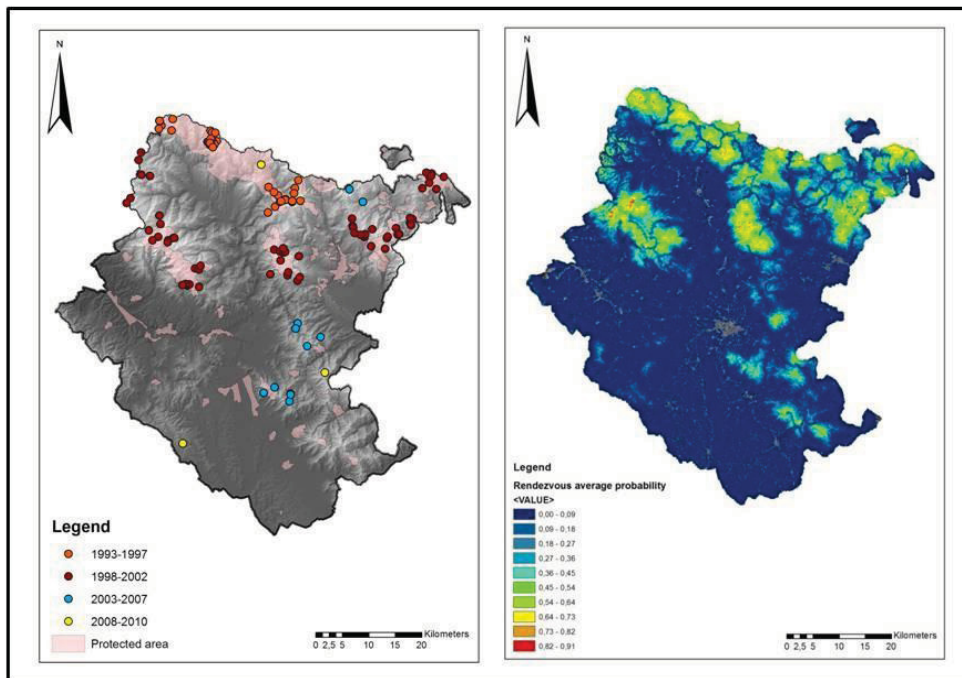 N
Legend
1993-1997
1998-2002
2003-2007
2008-2010
Protected area
Kilometers
0 2,5 5 10 15 20
N
Legend
Rendezvous average probability
<VALUE>
0,00 - 0,09
0,09 - 0,18
0,18 - 0,27
0,27 - 0,36
0,36 - 0,45
0,45 - 0,54
0,54 - 0,64
0,64 - 0,73
0,73 - 0,82
0,82 - 0,91
Kilometers
0 2,5 5 10 15 20